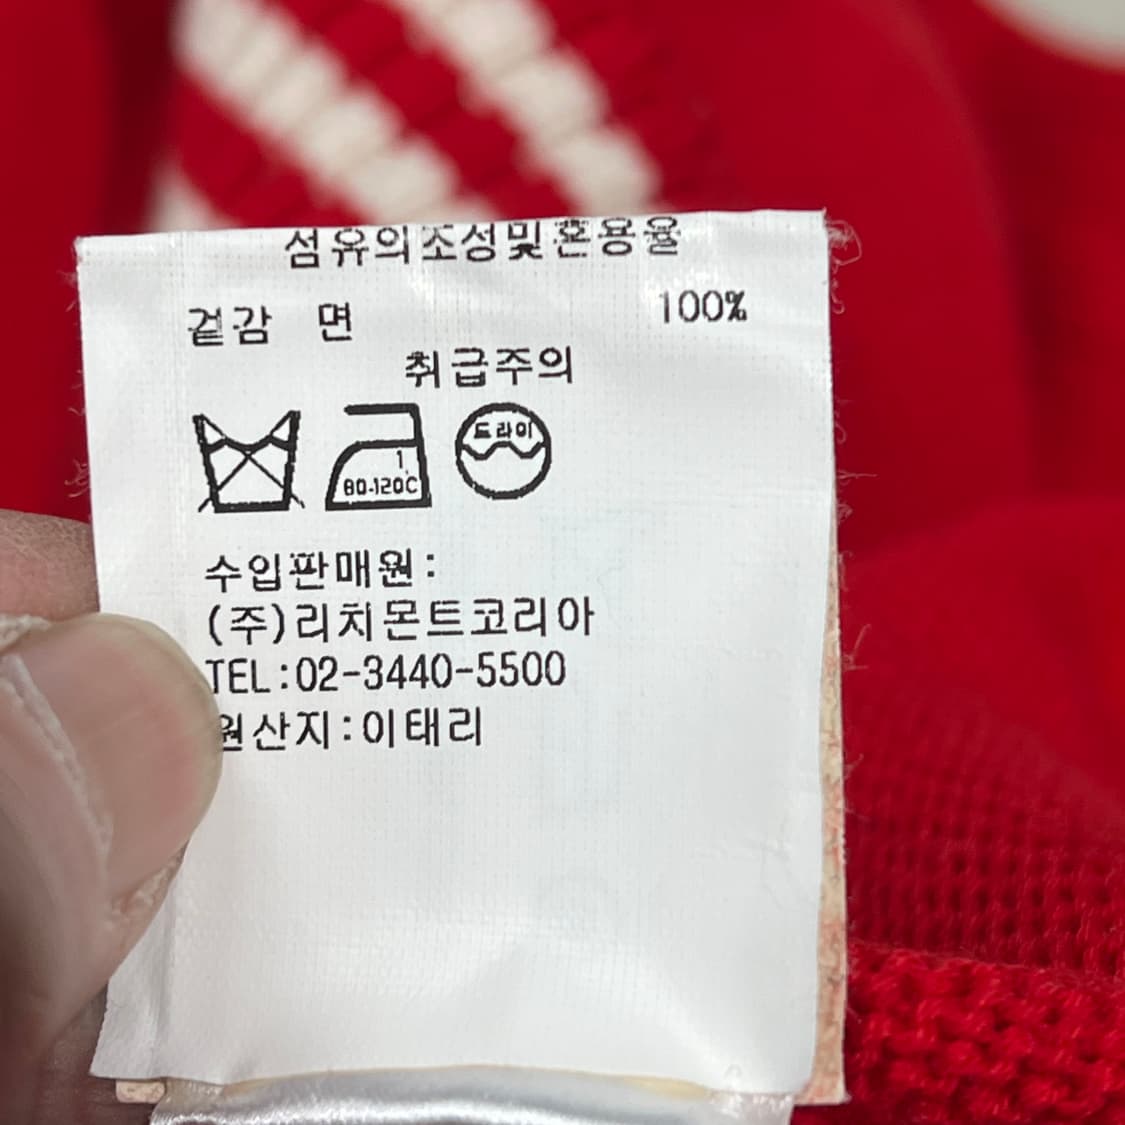 섬유의조성및혼용율
겉감 면 100%
취급주의
1,
80-120℃
드라이
수입판매원:
(주)리치몬트코리아
TEL:02-3440-5500
원산지:이태리